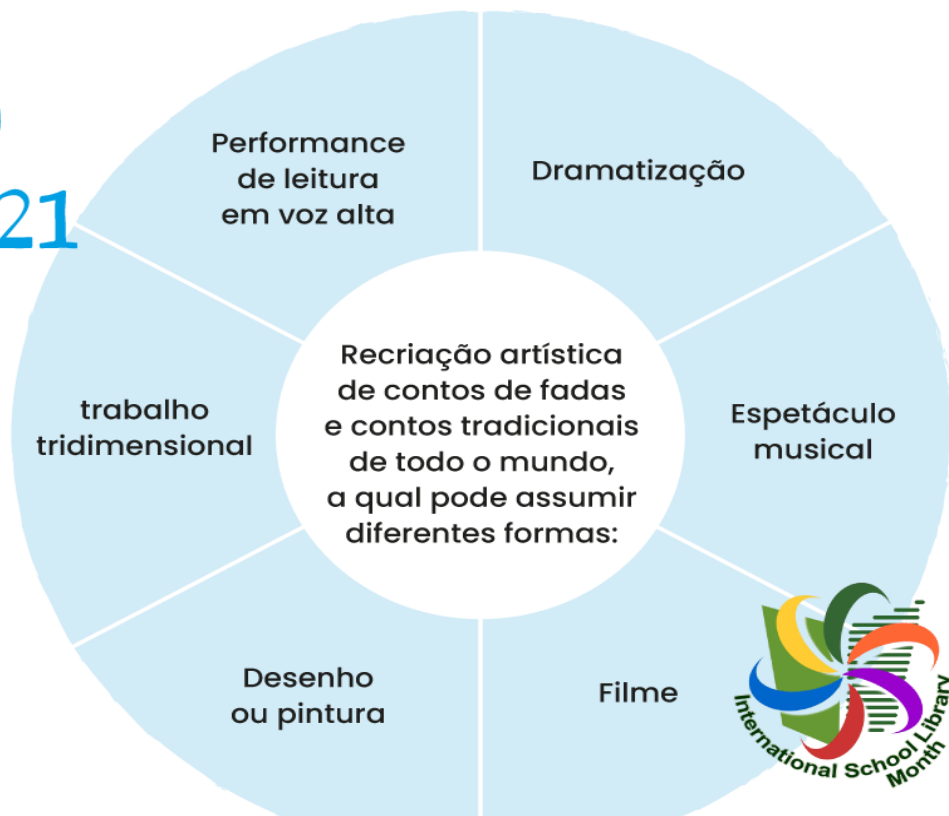 21
Performance
de leitura
em voz alta
Dramatização
trabalho
tridimensional
Recriação artística
de contos de fadas
e contos tradicionais
de todo o mundo,
a qual pode assumir
diferentes formas:
Espetáculo
musical
Desenho
ou pintura
Filme
International School Library
Month